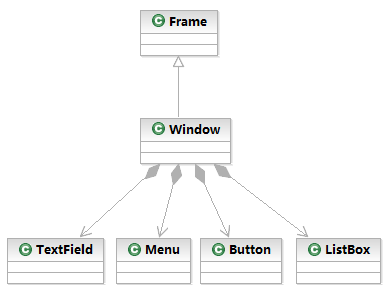 C Frame
C Window
C TextField
C Menu
C Button
C ListBox